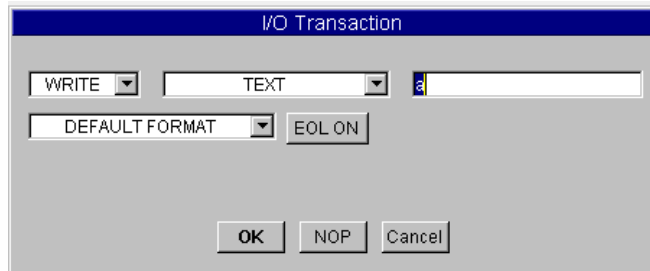 I/O Transaction
WRITE TEXT a
DEFAULT FORMAT EOL ON
OK NOP Cancel